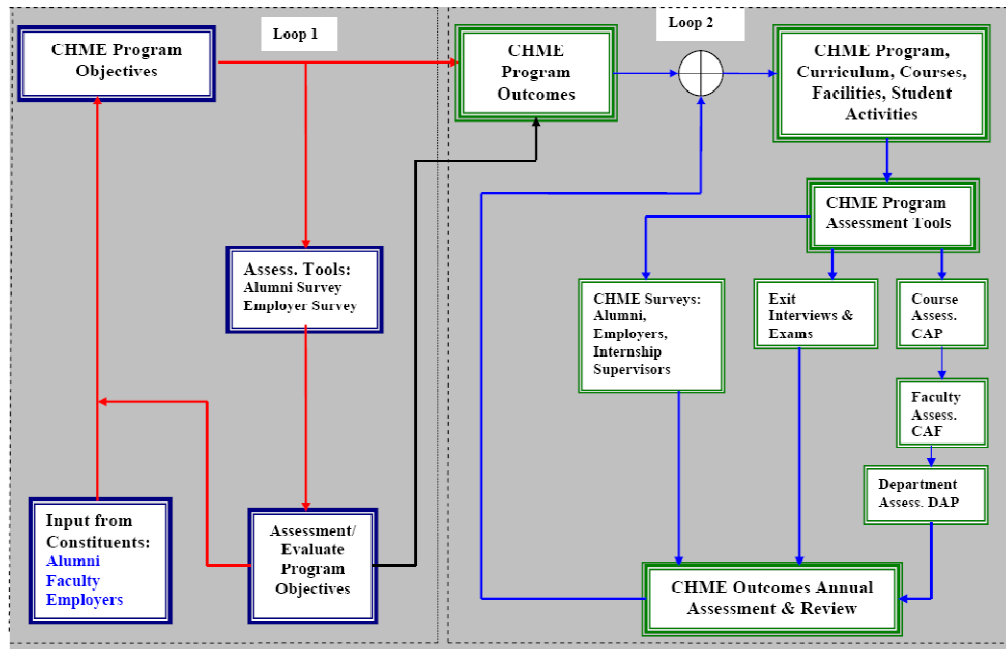 Loop 1
CHME Program
Objectives
Assess. Tools:
Alumni Survey
Employer Survey
Input from
Constituents:
Alumni
Faculty
Employers
Assessment/
Evaluate
Program
Objectives
Loop 2
CHME
Program
Outcomes
CHME Program,
Curriculum, Courses,
Facilities, Student
Activities
CHME Program
Assessment Tools
CHME Surveys:
Alumni,
Employers,
Internship
Supervisors
Exit
Interviews &
Exams
Course
Assess.
CAP
Faculty
Assess.
CAF
Department
Assess. DAP
CHME Outcomes Annual
Assessment & Review